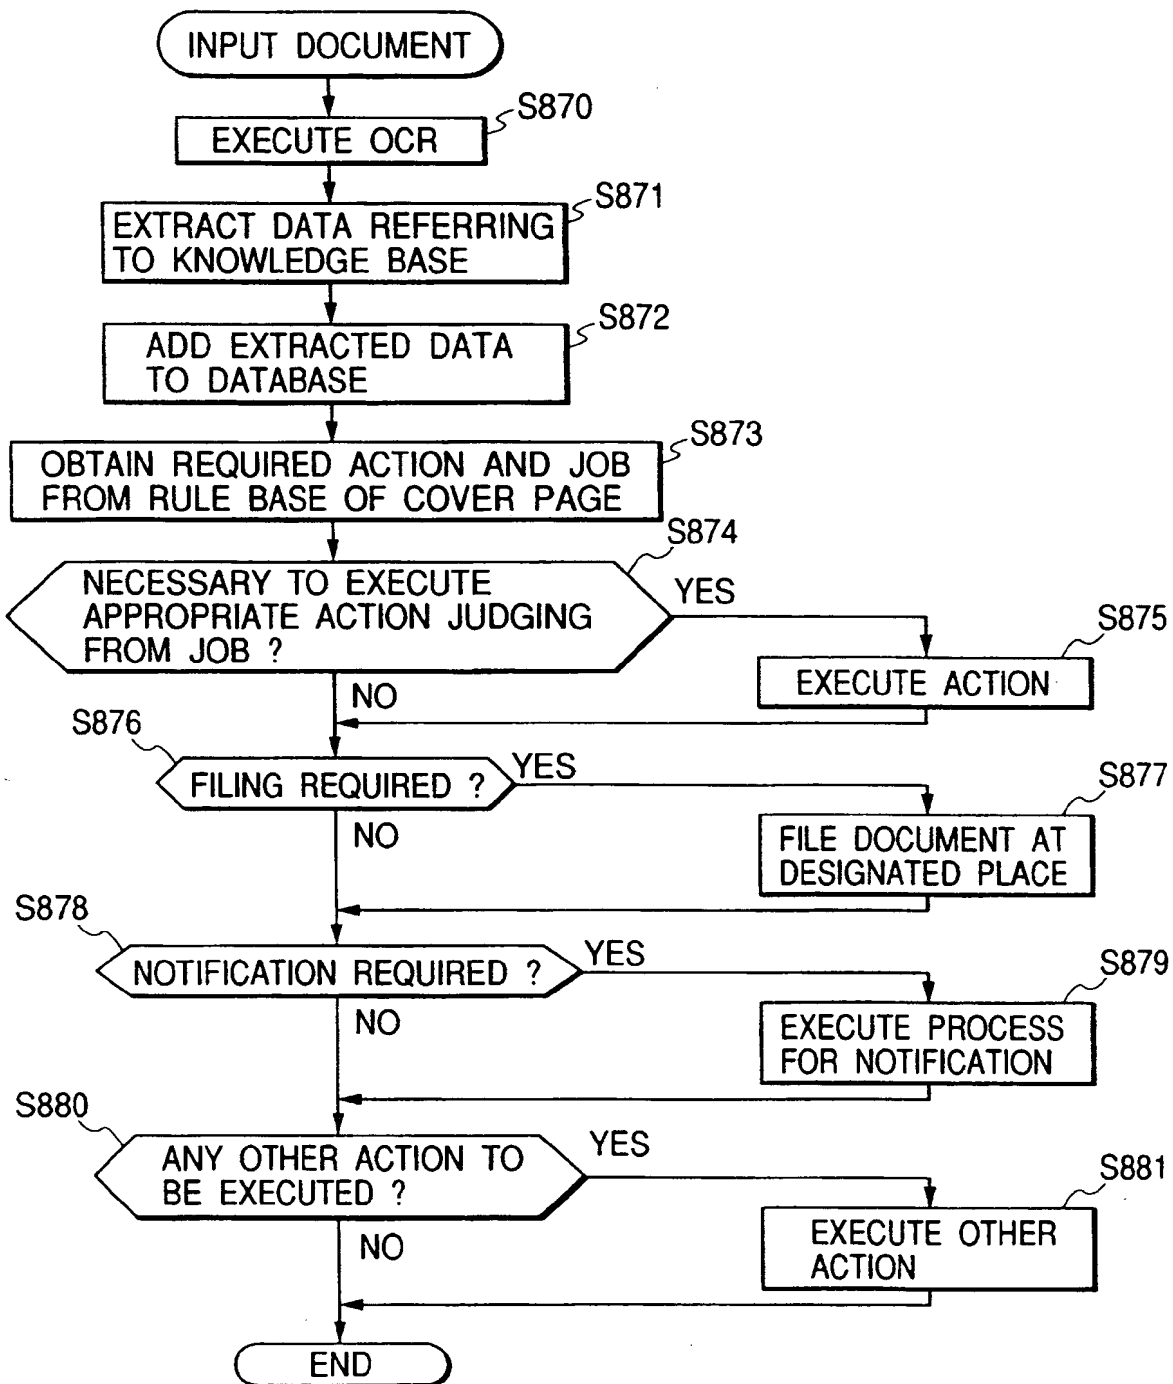 INPUT DOCUMENT
S870
EXECUTE OCR
S871
EXTRACT DATA REFERRING
TO KNOWLEDGE BASE
S872
ADD EXTRACTED DATA
TO DATABASE
S873
OBTAIN REQUIRED ACTION AND JOB
FROM RULE BASE OF COVER PAGE
S874
NECESSARY TO EXECUTE
APPROPRIATE ACTION JUDGING
FROM JOB ?
YES
S875
EXECUTE ACTION
NO
S876
FILING REQUIRED ?
YES
S877
FILE DOCUMENT AT
DESIGNATED PLACE
NO
S878
NOTIFICATION REQUIRED ?
YES
S879
EXECUTE PROCESS
FOR NOTIFICATION
NO
S880
ANY OTHER ACTION TO
BE EXECUTED ?
YES
S881
EXECUTE OTHER
ACTION
NO
END